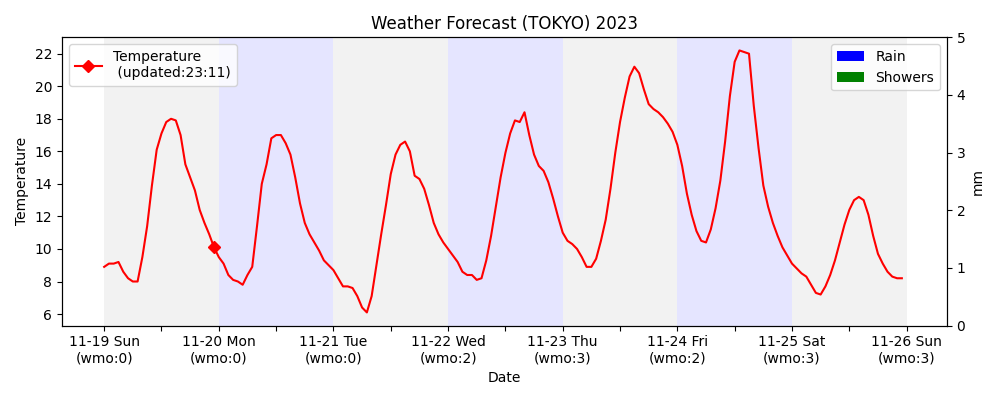 Weather Forecast (TOKYO) 2023
Temperature
(updated:23:11)
Rain
Showers
Temperature
22
20
18
16
14
12
10
8
6
5
4
3
2
1
0
mm
11-19 Sun
(wmo:0)
11-20 Mon
(wmo:0)
11-21 Tue
(wmo:0)
11-22 Wed
(wmo:2)
11-23 Thu
(wmo:3)
11-24 Fri
(wmo:2)
11-25 Sat
(wmo:3)
11-26 Sun
(wmo:3)
Date